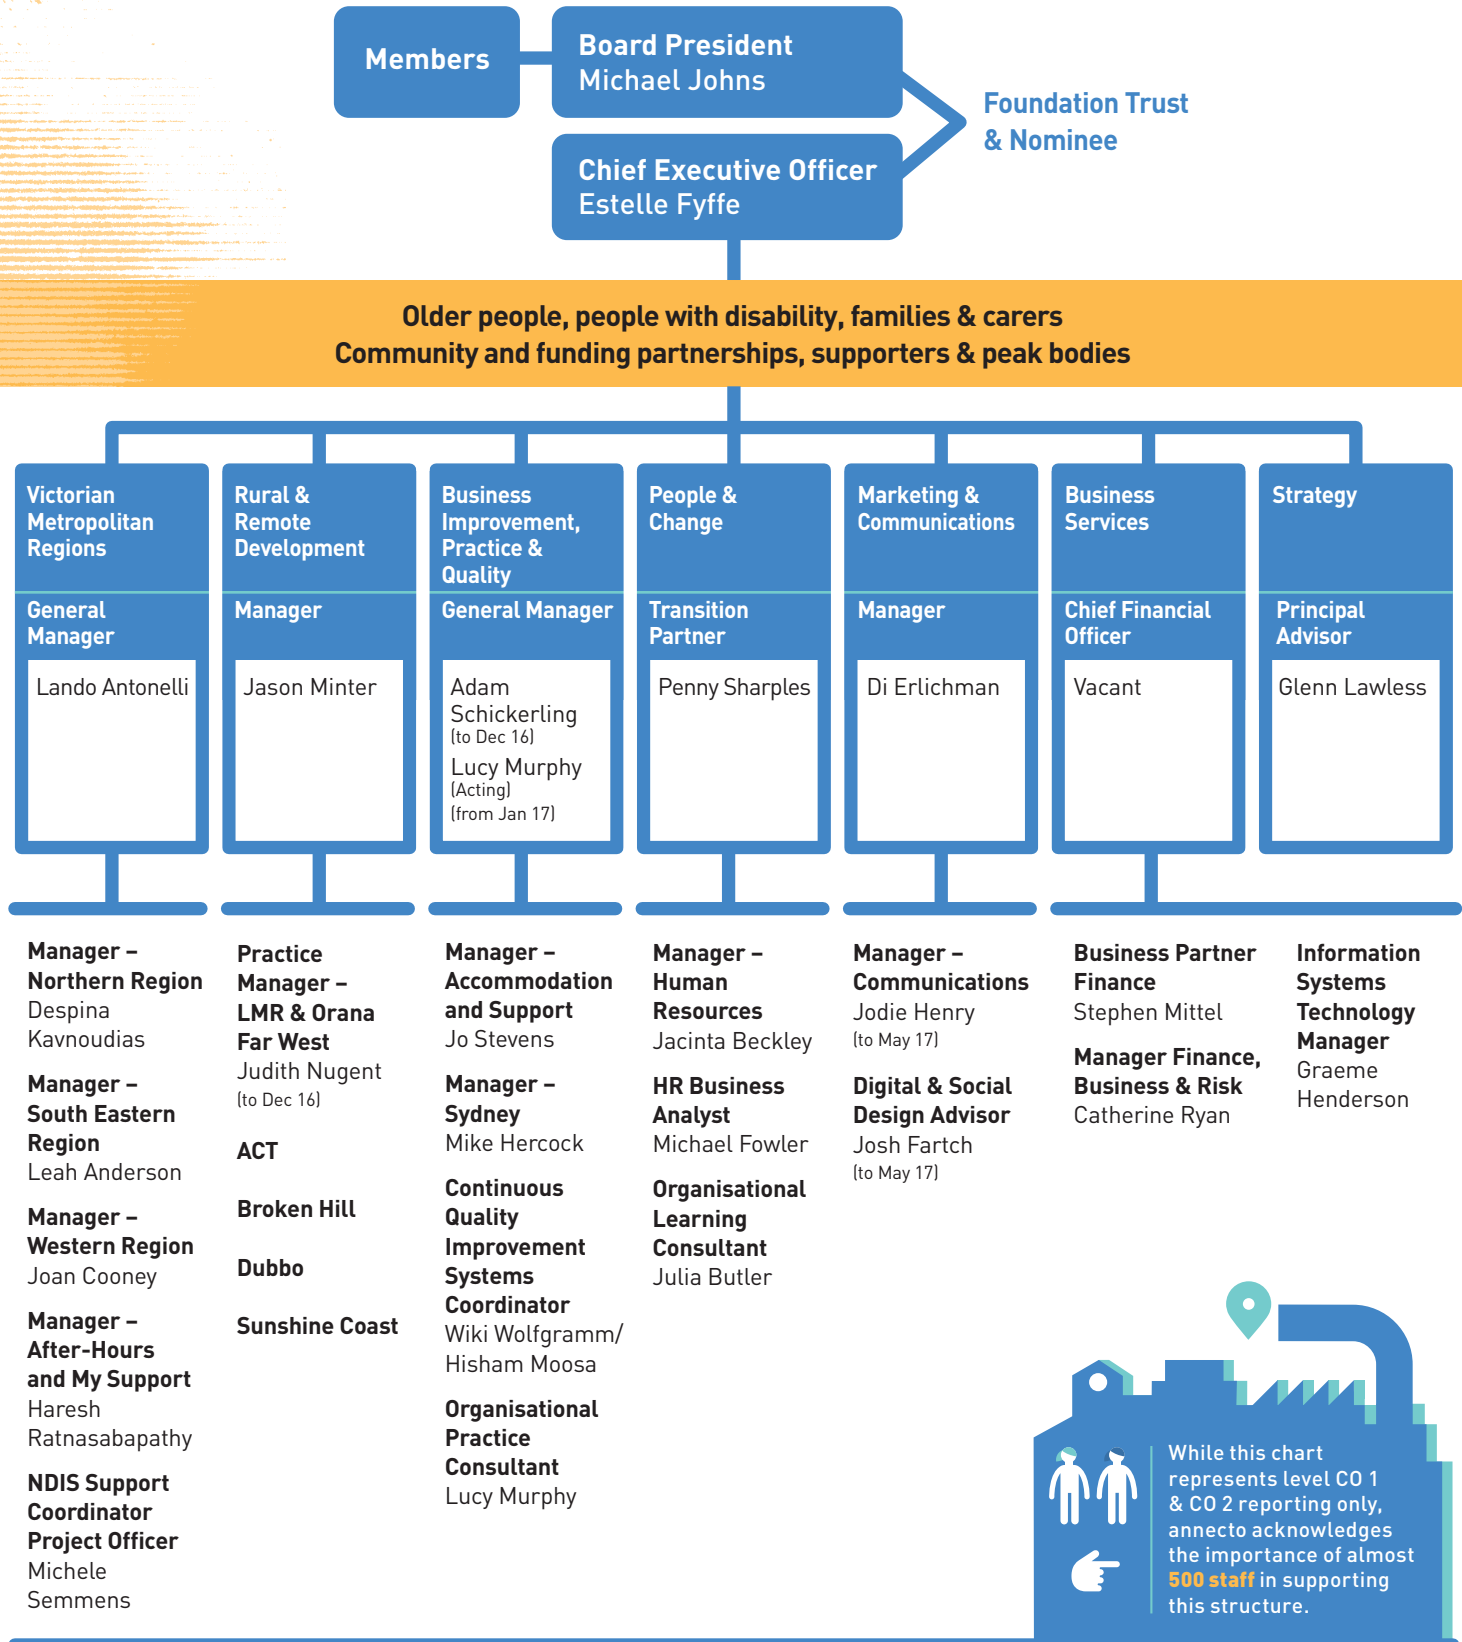 Members
Board President
Michael Johns
Foundation Trust
& Nominee
Chief Executive Officer
Estelle Fyffe
Older people, people with disability, families & carers
Community and funding partnerships, supporters & peak bodies
Victorian
Metropolitan
Regions
General
Manager
Lando Antonelli
Rural &
Remote
Development
Manager
Jason Minter
Business
Improvement,
Practice &
Quality
General Manager
Adam
Schickerling
(to Dec 16)
Lucy Murphy
(Acting)
(from Jan 17)
People &
Change
Transition
Partner
Penny Sharples
Marketing &
Communications
Manager
Di Erlichman
Business
Services
Chief Financial
Officer
Vacant
Strategy
Principal
Advisor
Glenn Lawless
Manager –
Northern Region
Despina
Kavnoudias
Manager –
South Eastern
Region
Leah Anderson
Manager –
Western Region
Joan Cooney
Manager –
After-Hours
and My Support
Haresh
Ratnasabapathy
NDIS Support
Coordinator
Project Officer
Michele
Semmens
Practice
Manager –
LMR & Orana
Far West
Judith Nugent
(to Dec 16)
ACT
Broken Hill
Dubbo
Sunshine Coast
Manager –
Accommodation
and Support
Jo Stevens
Manager –
Sydney
Mike Hercock
Continuous
Quality
Improvement
Systems
Coordinator
Wiki Wolfgramm/
Hisham Moosa
Organisational
Practice
Consultant
Lucy Murphy
Manager –
Human
Resources
Jacinta Beckley
HR Business
Analyst
Michael Fowler
Organisational
Learning
Consultant
Julia Butler
Manager –
Communications
Jodie Henry
(to May 17)
Digital & Social
Design Advisor
Josh Fartch
(to May 17)
Business Partner
Finance
Stephen Mittel
Manager Finance,
Business & Risk
Catherine Ryan
Information
Systems
Technology
Manager
Graeme
Henderson
While this chart
represents level CO 1
& CO 2 reporting only,
annecto acknowledges
the importance of almost
500 staff in supporting
this structure.